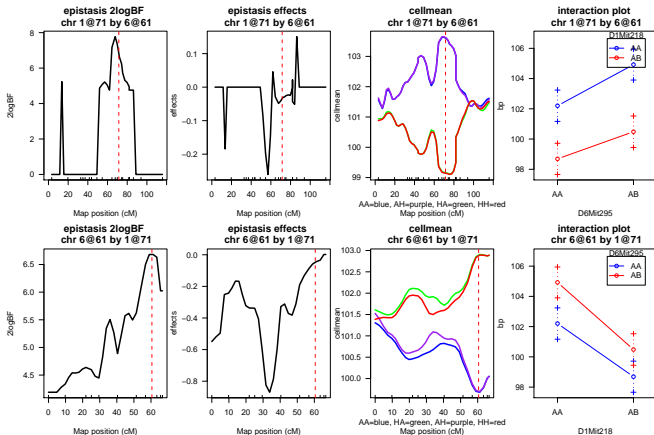 epistasis 2logBF
chr 1@71 by 6@61
2logBF
8
6
4
2
0
0 20 40 60 80 100
Map position (cM)
epistasis effects
chr 1@71 by 6@61
effects
0.0
−0.1
−0.2
0 20 40 60 80 100
Map position (cM)
cellmean
chr 1@71 by 6@61
cellmean
103
102
101
100
99
0 20 40 60 80 100
Map position (cM)
AA=blue, AH=purple, HA=green, HH=red
interaction plot
chr 1@71 by 6@61
D1Mit218
AA
AB
bp
106
104
102
100
98
AA AB
D6Mit295
epistasis 2logBF
chr 6@61 by 1@71
2logBF
6.5
6.0
5.5
5.0
4.5
0 10 20 30 40 50 60
Map position (cM)
epistasis effects
chr 6@61 by 1@71
effects
0.0
−0.2
−0.4
−0.6
−0.8
0 10 20 30 40 50 60
Map position (cM)
cellmean
chr 6@61 by 1@71
cellmean
103.0
102.5
102.0
101.5
101.0
100.0
0 10 20 30 40 50 60
AA=blue, HA=green, AH=purple, HH=red
Map position (cM)
interaction plot
chr 6@61 by 1@71
D6Mit295
AA
AB
bp
106
104
102
100
98
AA AB
D1Mit218